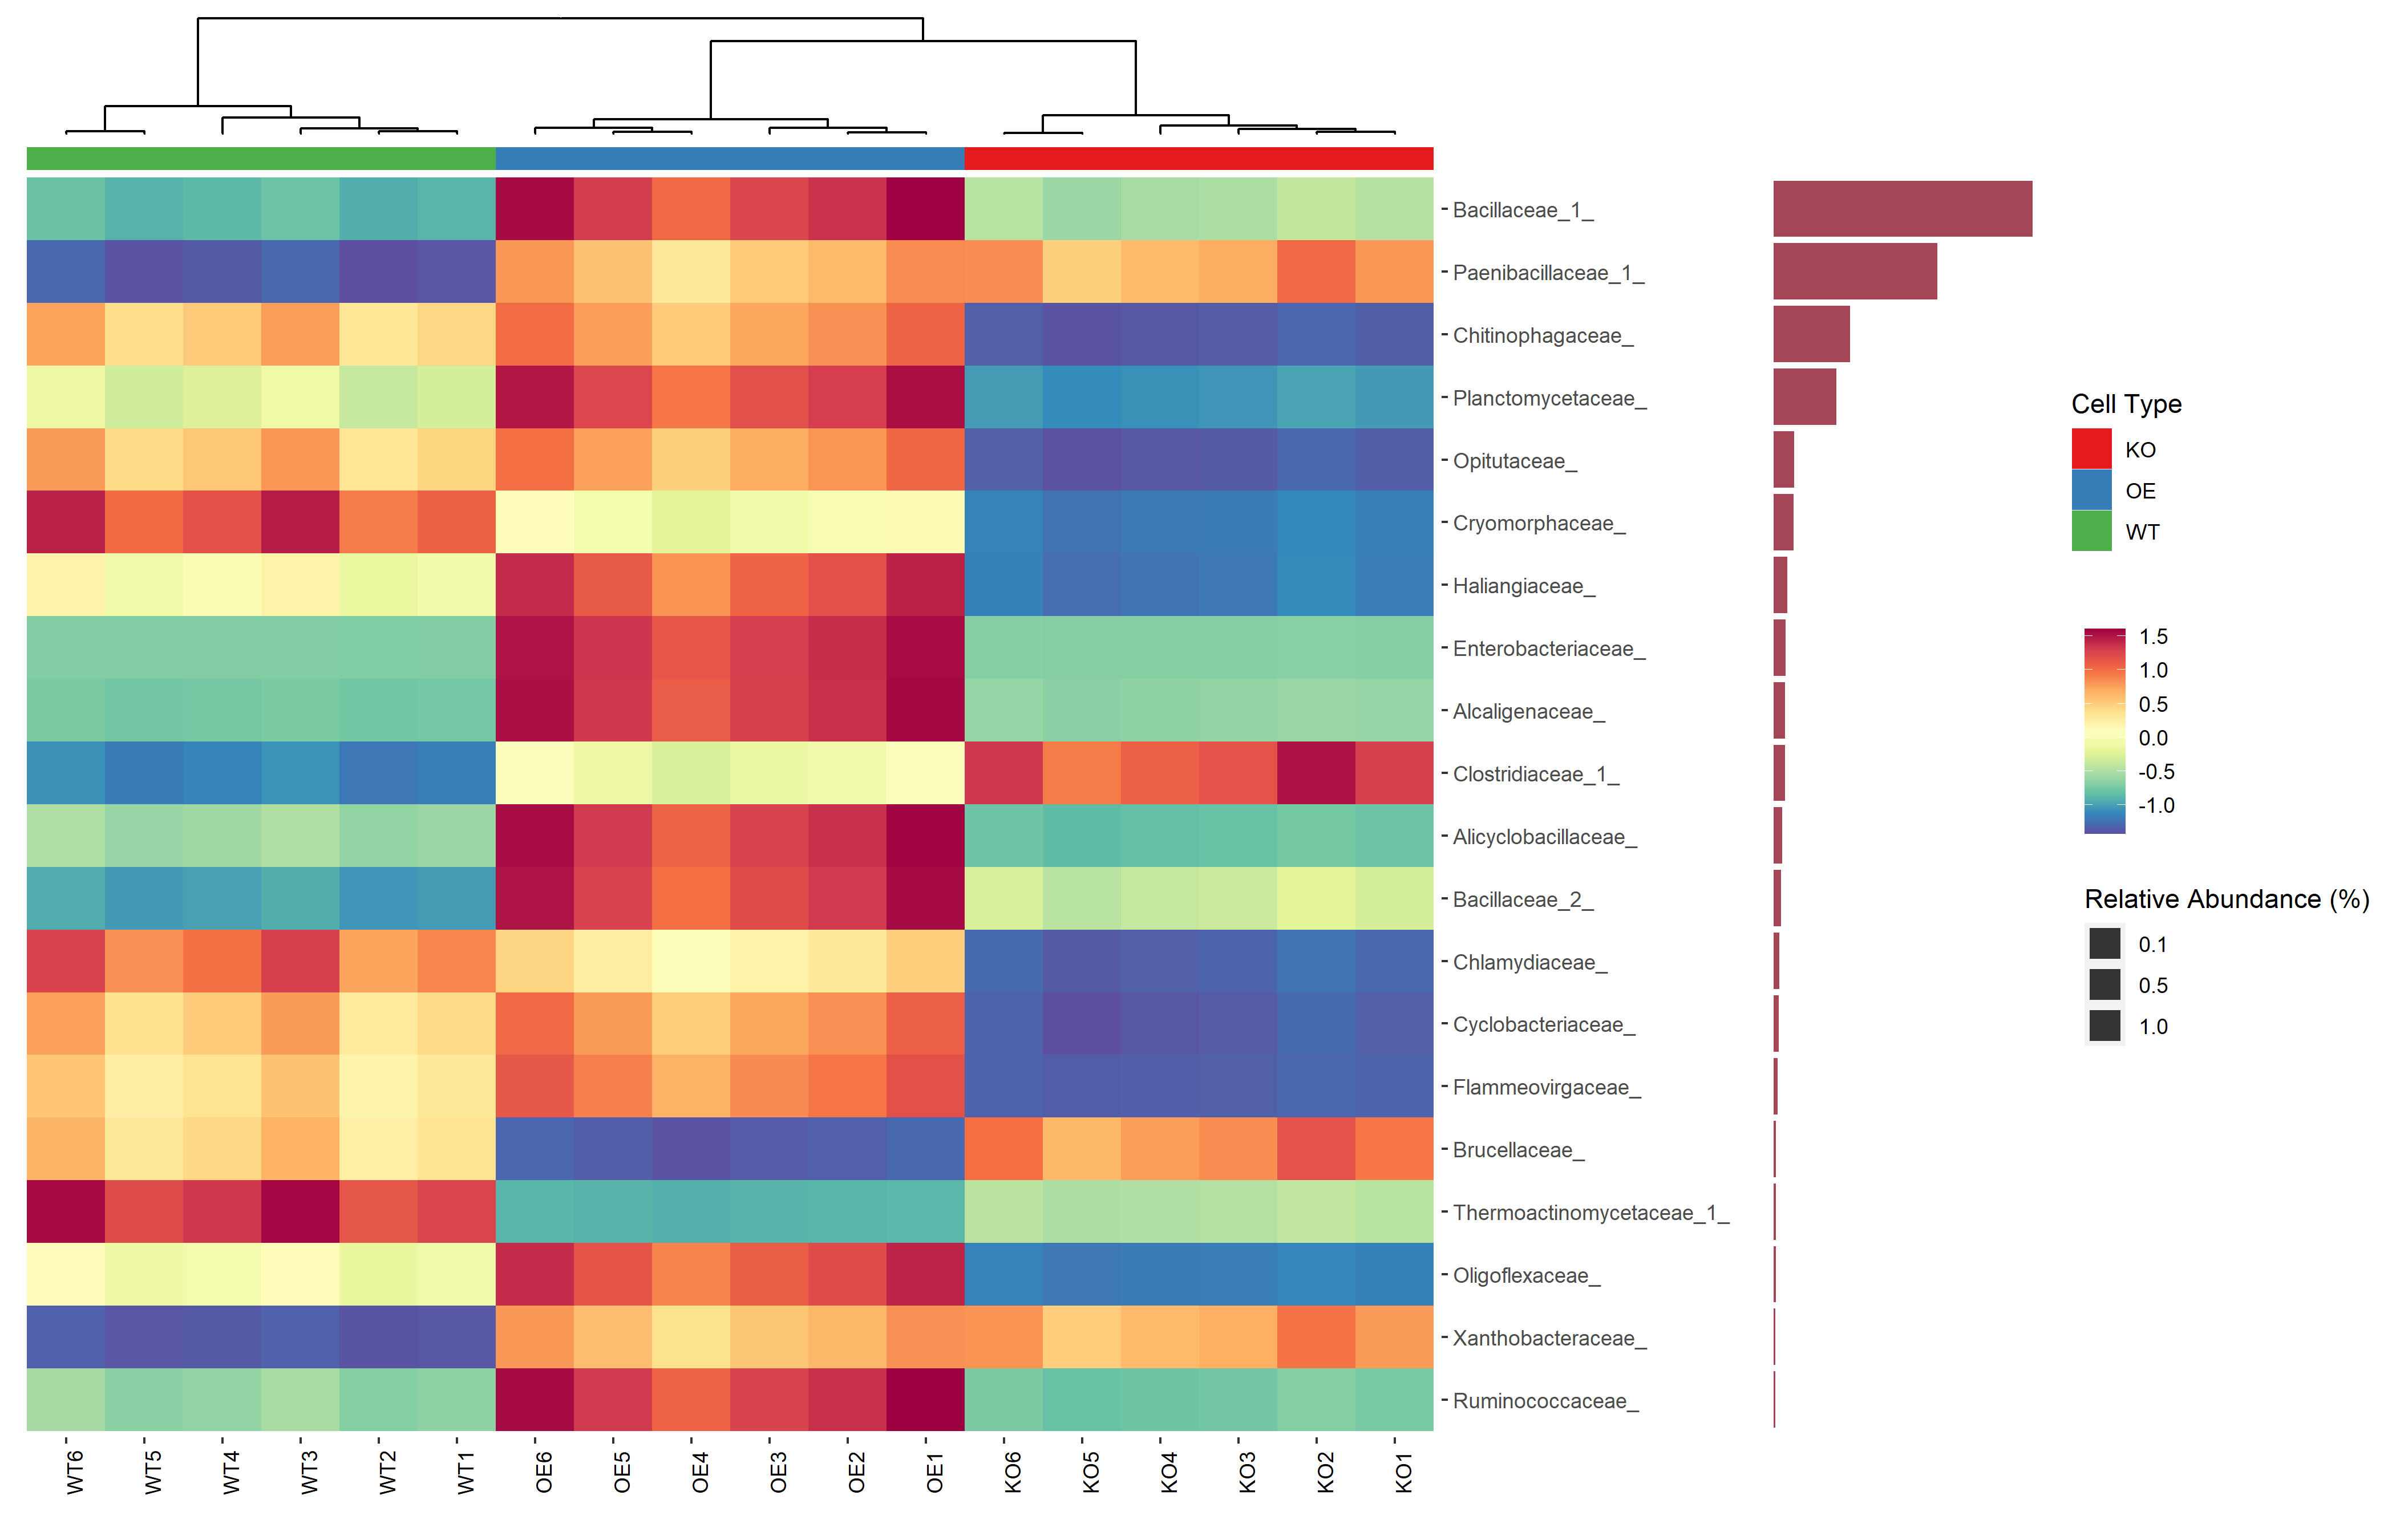 Bacillaceae_1_
Paenibacillaceae_1_
Chitinophagaceae_
Planctomycetaceae_
Opitutaceae_
Cryomorphaceae_
Haliangiaceae_
Enterobacteriaceae_
Alcaligenaceae_
Clostridiaceae_1_
Alicyclobacillaceae_
Bacillaceae_2_
Chlamydiaceae_
Cyclobacteriaceae_
Flammeovirgaceae_
Brucellaceae_
Thermoactinomycetaceae_1_
Oligoflexaceae_
Xanthobacteraceae_
Ruminococcaceae_
WT6 WT5 WT4 WT3 WT2 WT1 OE6 OE5 OE4 OE3 OE2 OE1 KO6 KO5 KO4 KO3 KO2 KO1
Cell Type
KO
OE
WT
1.5
1.0
0.5
0.0
-0.5
-1.0
Relative Abundance (%)
0.1
0.5
1.0